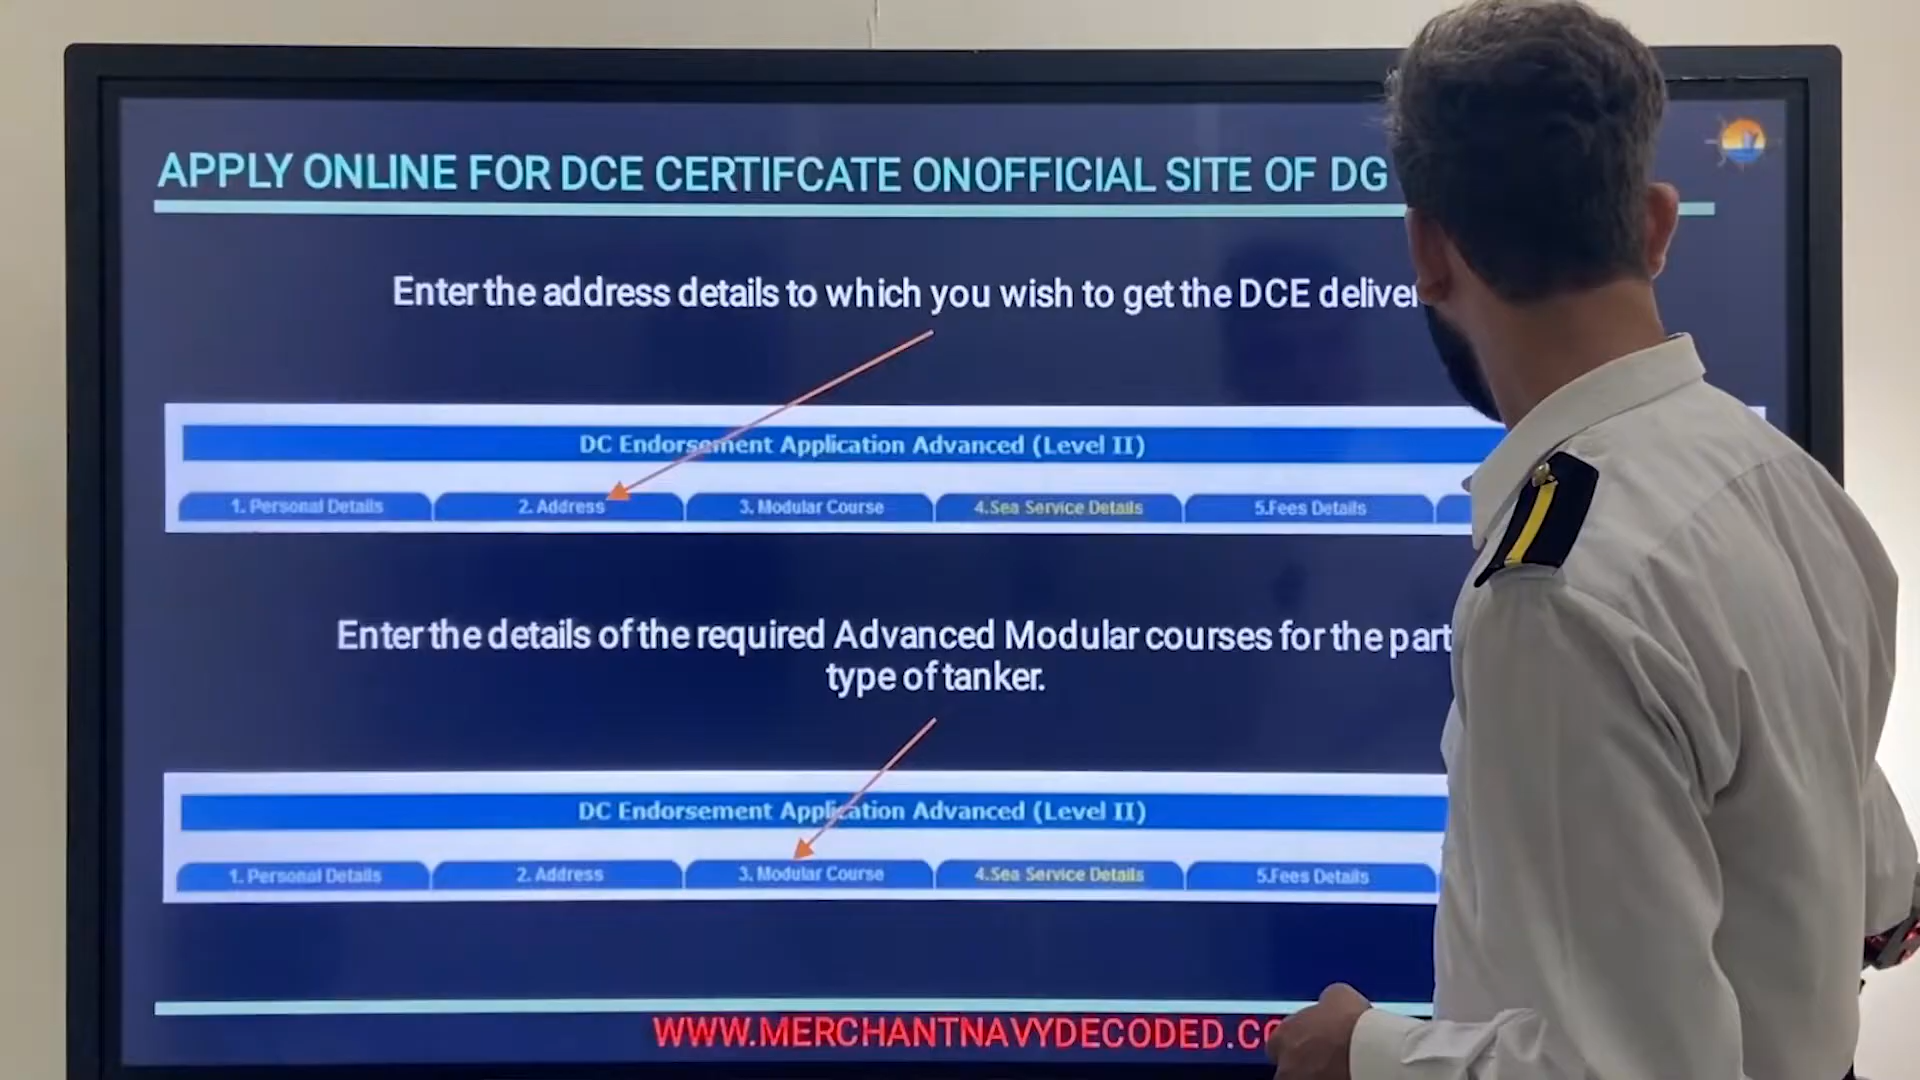 APPLY ONLINE FOR DCE CERTIFCATE ONOFFICIAL SITE OF DG
Enter the address details to which you wish to get the DCE deliver
DC Endorsement Application Advanced (Level II)
1. Personal Details 2. Address 3. Modular Course 4.Sea Service Details 5.Fees Details
Enter the details of the required Advanced Modular courses for the part
type of tanker.
DC Endorsement Application Advanced (Level II)
1. Personal Details 2. Address 3. Modular Course 4.Sea Service Details 5.Fees Details
WWW.MERCHANTNAVYDECODED.CO